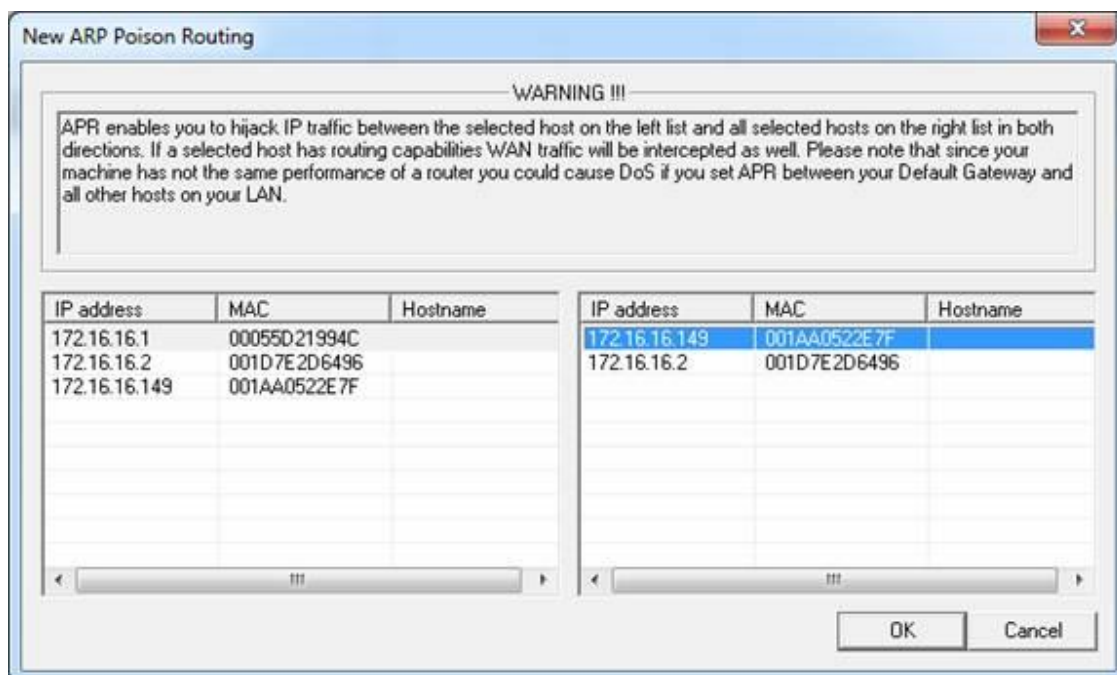 New ARP Poison Routing
WARNING !!!
APR enables you to hijack IP traffic between the selected host on the left list and all selected hosts on the right list in both
directions. If a selected host has routing capabilities WAN traffic will be intercepted as well. Please note that since your
machine has not the same performance of a router you could cause DoS if you set APR between your Default Gateway and
all other hosts on your LAN.
IP address MAC Hostname
172.16.16.1 00055D21994C
172.16.16.2 001D7E2D6496
172.16.16.149 001AA0522E7F
IP address MAC Hostname
172.16.16.149 001AA0522E7F
172.16.16.2 001D7E2D6496
OK Cancel